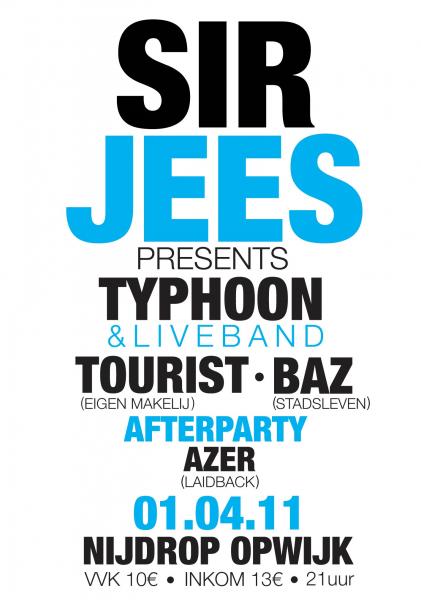 SIR
JEES
PRESENTS
TYPHOON
& LIVEBAND
TOURIST • BAZ
(EIGEN MAKELIJ) (STADSLEVEN)
AFTERPARTY
AZER
(LAIDBACK)
01.04.11
NIJDROP OPWIJK
VVK 10€ • INKOM 13€ • 21uur